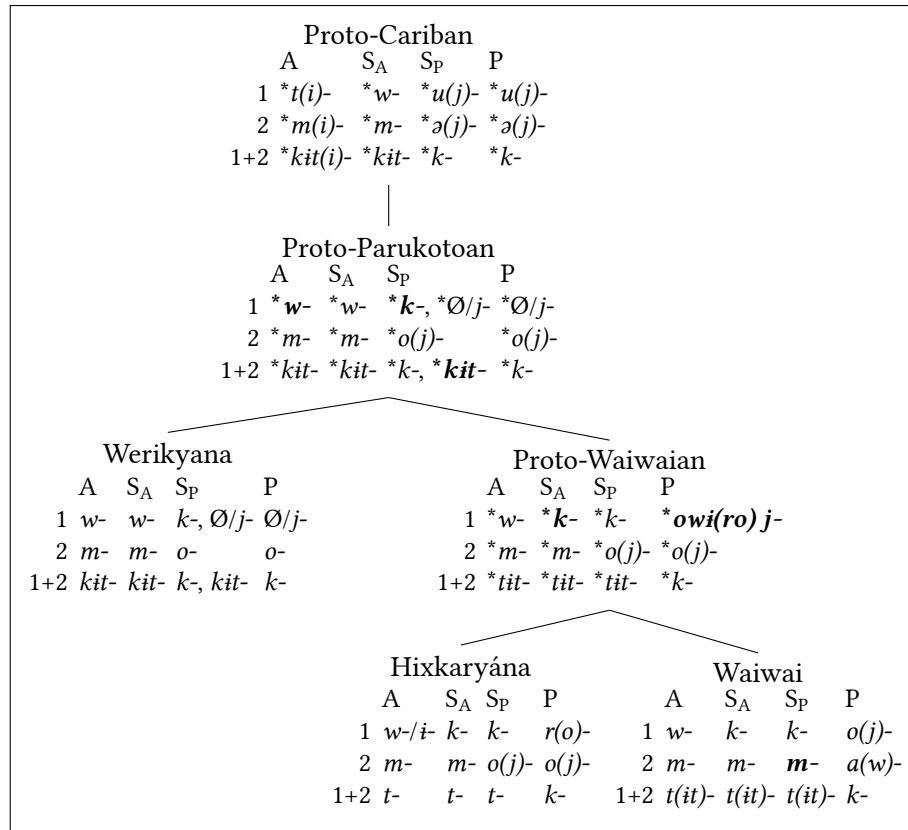 Proto-Cariban
A S_A S_P P
1 *t(i)- *w- *u(j)- *u(j)-
2 *m(i)- *m- *ə(j)- *ə(j)-
1+2 *kɨt(i)- *kɨt- *k- *k-
Proto-Parukotoan
A S_A S_P P
1 *w- *w- *k-, *Ø/j- *Ø/j-
2 *m- *m- *o(j)- *o(j)-
1+2 *kɨt- *kɨt- *k-, *kɨt- *k-
Werikyana
A S_A S_P P
1 w- w- k-, Ø/j- Ø/j-
2 m- m- o- o-
1+2 kɨt- kɨt- k-, kɨt- k-
Proto-Waiwaian
A S_A S_P P
1 *w- *k- *k- *owɨ(ro) j-
2 *m- *m- *o(j)- *o(j)-
1+2 *tɨt- *tɨt- *tɨt- *k-
Hixkaryána
A S_A S_P P
1 w-/ɨ- k- k- r(o)-
2 m- m- o(j)- o(j)-
1+2 t- t- t- k-
Waiwai
A S_A S_P P
1 w- k- k- o(j)-
2 m- m- m- a(w)-
1+2 t(ɨt)- t(ɨt)- t(ɨt)- k-